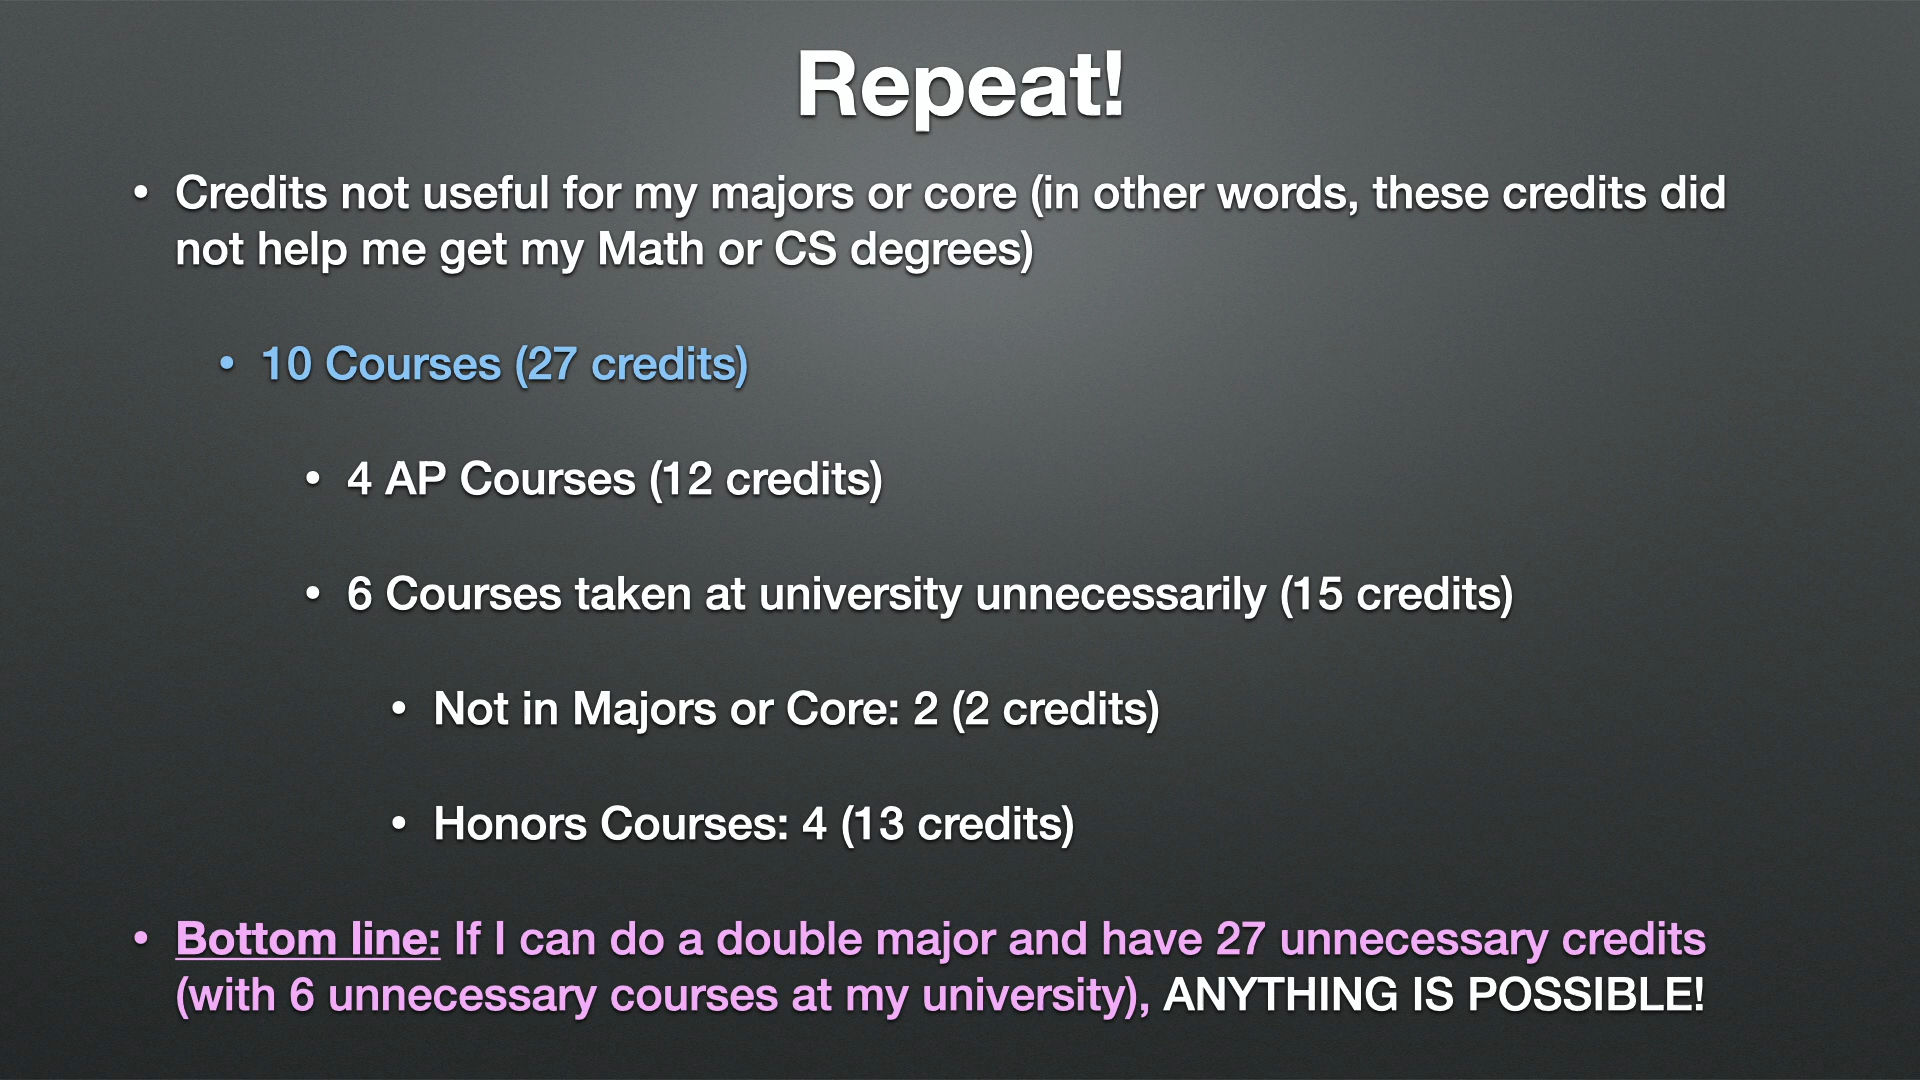 Repeat!
• Credits not useful for my majors or core (in other words, these credits did
not help me get my Math or CS degrees)
• 10 Courses (27 credits)
• 4 AP Courses (12 credits)
• 6 Courses taken at university unnecessarily (15 credits)
• Not in Majors or Core: 2 (2 credits)
• Honors Courses: 4 (13 credits)
• Bottom line: If I can do a double major and have 27 unnecessary credits
(with 6 unnecessary courses at my university), ANYTHING IS POSSIBLE!